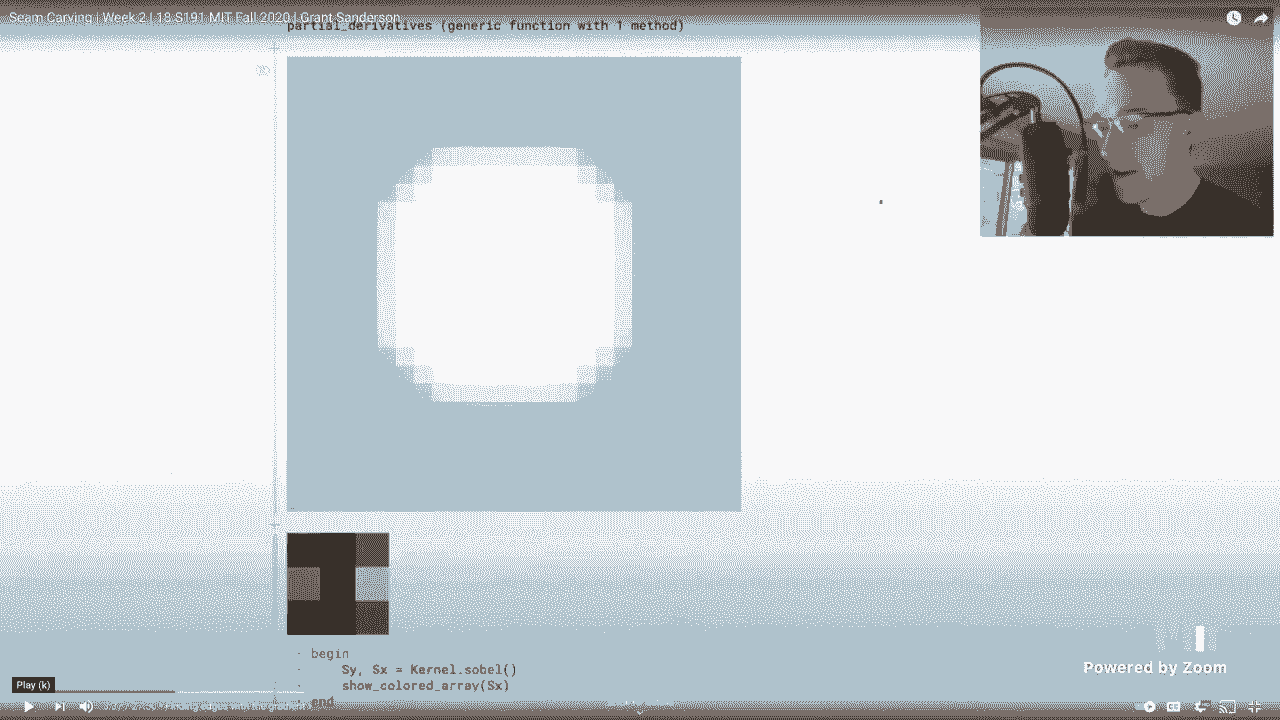 Seam Carving | Week 2 | 18.S191 MIT Fall 2020 | Grant Sanderson
partial_derivatives (generic function with 1 method)
begin
Sy, Sx = Kernel.sobel()
show_colored_array(Sx)
end
Powered by Zoom
Play (k)